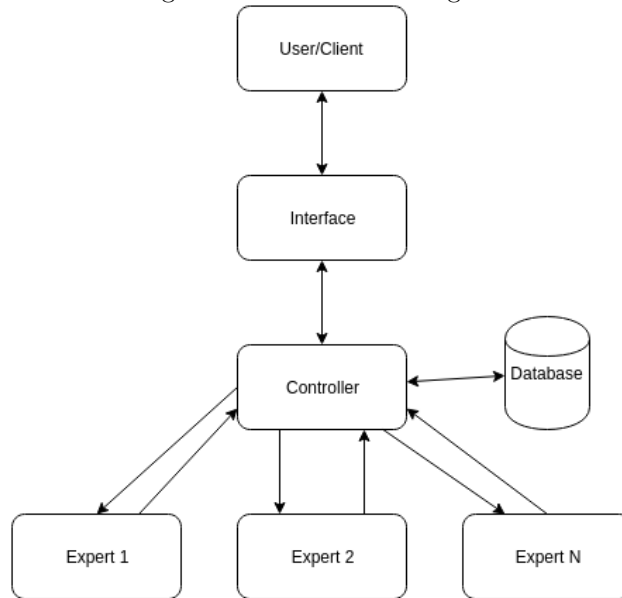 User/Client
Interface
Controller
Database
Expert 1
Expert 2
Expert N